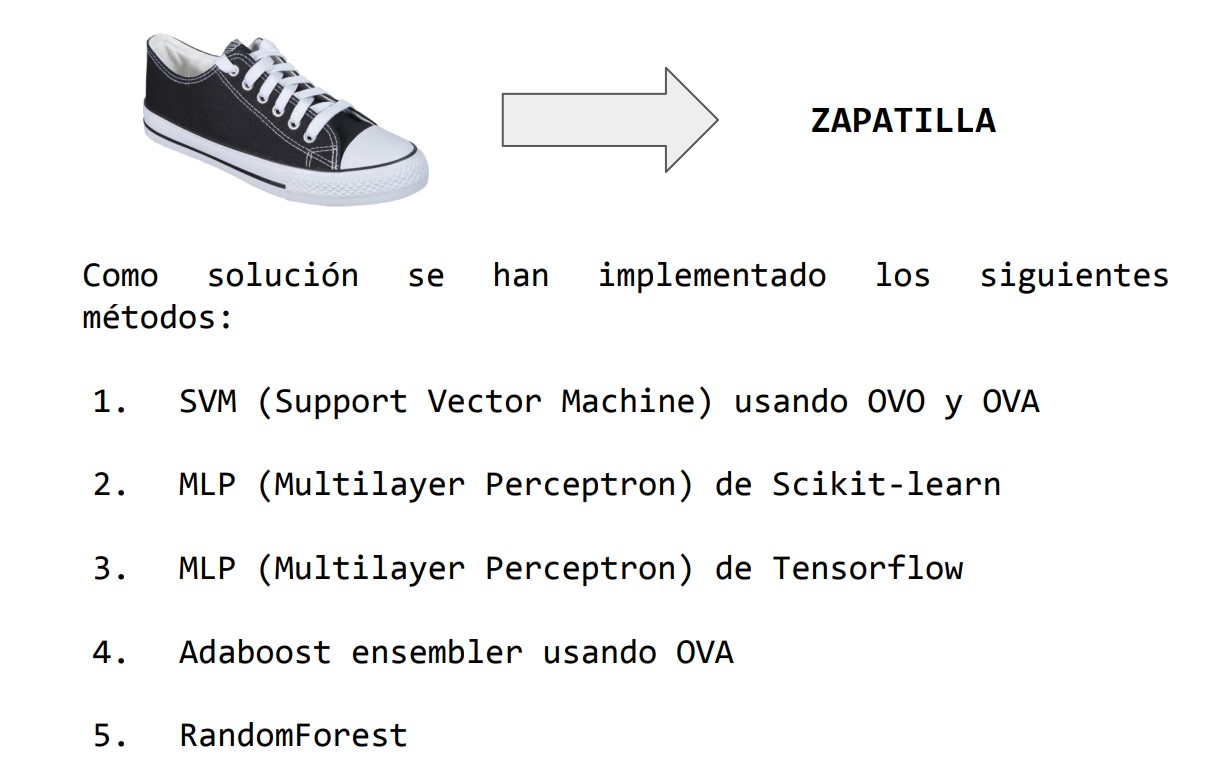 ZAPATILLA
Como solución se han implementado los siguientes
métodos:
1. SVM (Support Vector Machine) usando OVO y OVA
2. MLP (Multilayer Perceptron) de Scikit-learn
3. MLP (Multilayer Perceptron) de Tensorflow
4. Adaboost ensembler usando OVA
5. RandomForest